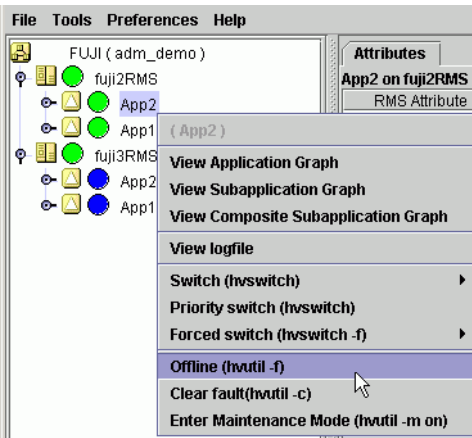 File Tools Preferences Help
FUJI ( adm_demo )
fuji2RMS
App2
App1
fuji3RMS
App2
App1
Attributes
App2 on fuji2RMS
RMS Attribute
( App2 )
View Application Graph
View Subapplication Graph
View Composite Subapplication Graph
View logfile
Switch (hvswitch)
Priority switch (hvswitch)
Forced switch (hvswitch -f)
Offline (hvutil -f)
Clear fault(hvutil -c)
Enter Maintenance Mode (hvutil -m on)